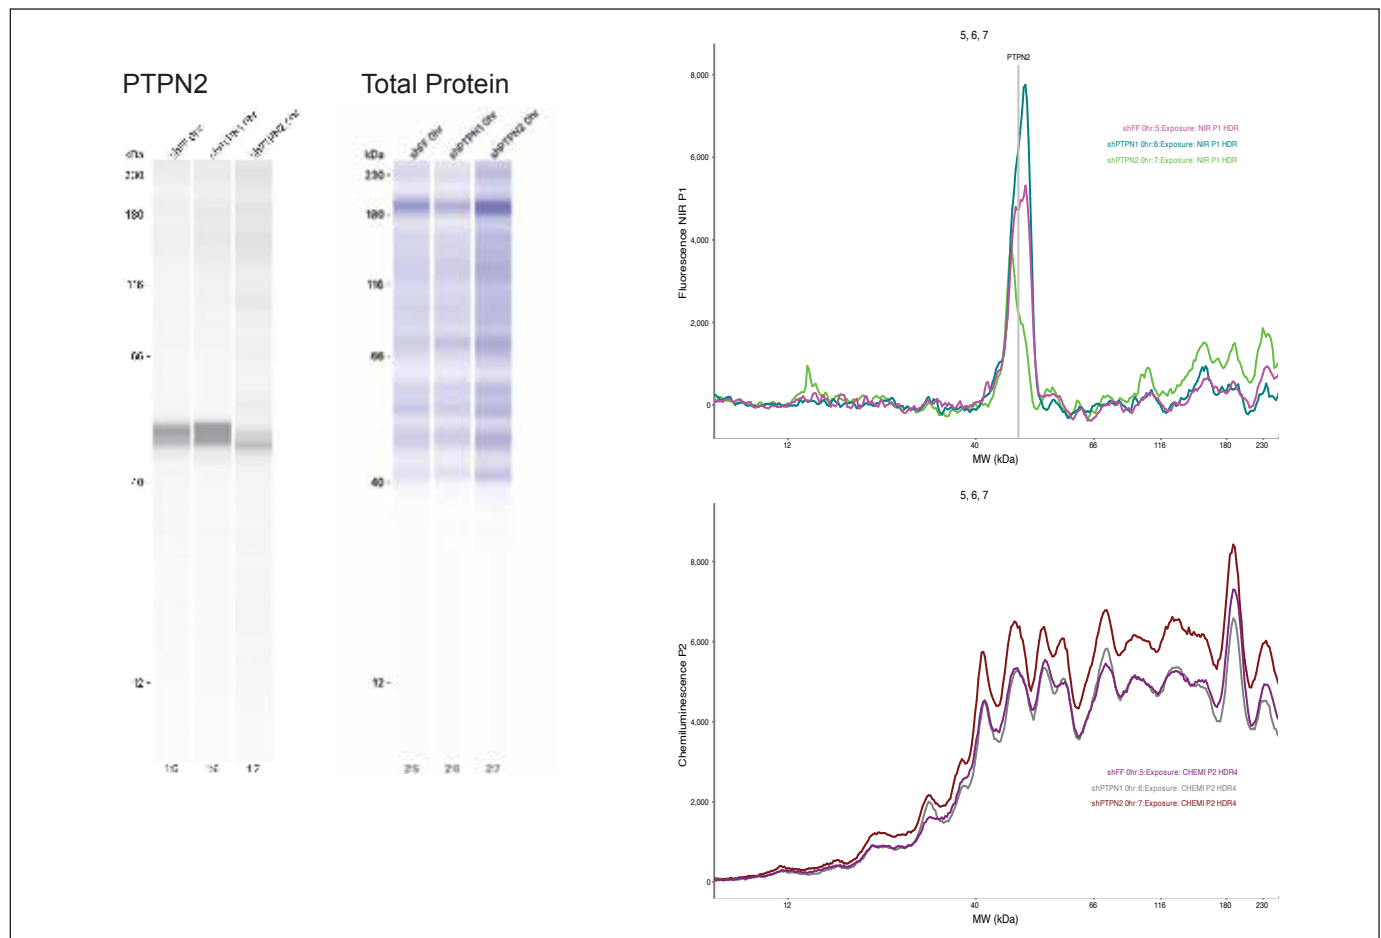 PTPN2
Total Protein
shPTPN2 0hr
shFF 0hr
shPTPN1 0hr
shPTPN2 0hr
kDa
230 -
180 -
116 -
66 -
kDa
230 -
180 -
116 -
66 -
40 -
12 -
25 26 27
5, 6, 7
PTPN2
Fluorescence NIR P1
8,000
6,000
4,000
2,000
0
shFF 0hr:5:Exposure: NIR P1 HDR
shPTPN1 0hr:6:Exposure: NIR P1 HDR
shPTPN2 0hr:7:Exposure: NIR P1 HDR
12 40 66 116 180 230
MW (kDa)
5, 6, 7
Chemiluminescence P2
8,000
6,000
4,000
2,000
0
shFF 0hr:5:Exposure: CHEMI P2 HDR4
shPTPN1 0hr:6:Exposure: CHEMI P2 HDR4
shPTPN2 0hr:7:Exposure: CHEMI P2 HDR4
12 40 66 116 180 230
MW (kDa)